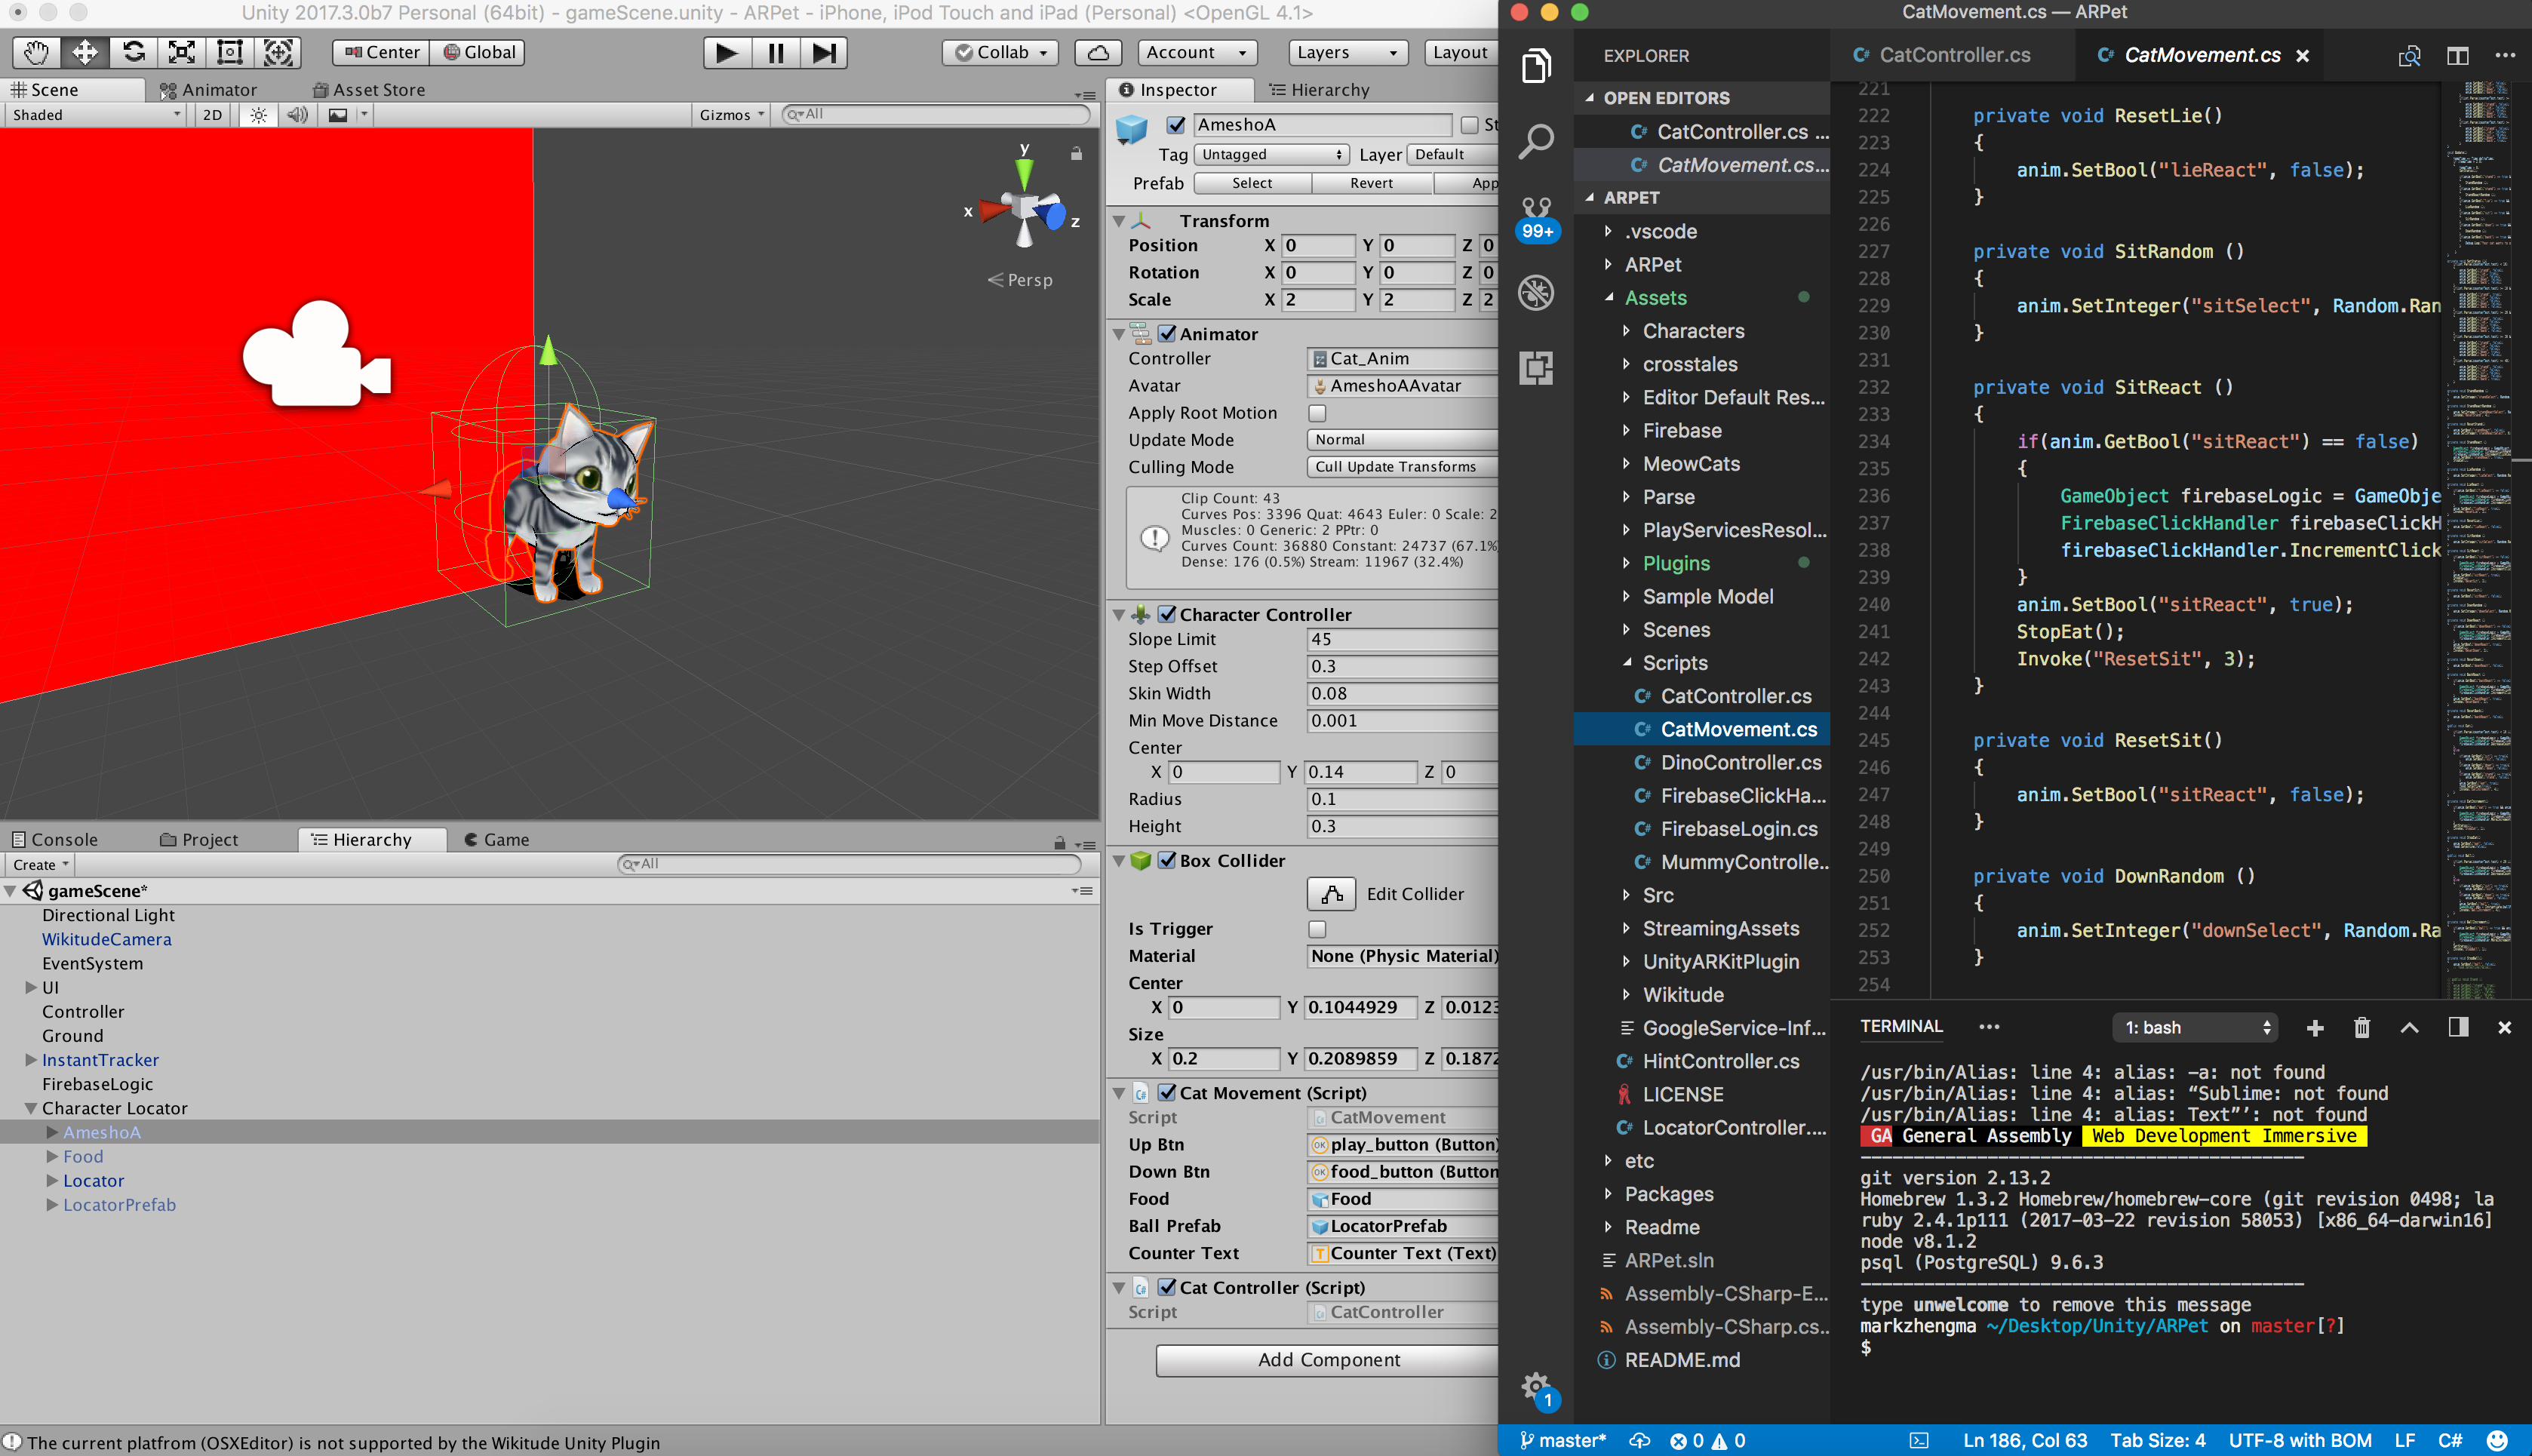 Unity 2017.3.0b7 Personal (64bit) - gameScene.unity - ARPet - iPhone, iPod Touch and iPad (Personal) <OpenGL 4.1>
Center Global Collab Account Layers Layout
Scene Animator Asset Store
Shaded 2D Gizmos All
y
x
z
Persp
Console Project Hierarchy Game
Create All
gameScene*
Directional Light
WikitudeCamera
EventSystem
UI
Controller
Ground
InstantTracker
FirebaseLogic
Character Locator
AmeshoA
Food
Locator
LocatorPrefab
The current platfrom (OSXEditor) is not supported by the Wikitude Unity Plugin
Inspector Hierarchy
AmeshoA St
Tag Untagged Layer Default
Prefab Select Revert App
Transform
Position X 0 Y 0 Z 0
Rotation X 0 Y 0 Z 0
Scale X 2 Y 2 Z 2
Animator
Controller Cat_Anim
Avatar AmeshoAAvatar
Apply Root Motion
Update Mode Normal
Culling Mode Cull Update Transforms
Clip Count: 43
Curves Pos: 3396 Quat: 4643 Euler: 0 Scale: 2
Muscles: 0 Generic: 2 PPtr: 0
Curves Count: 36880 Constant: 24737 (67.1%
Dense: 176 (0.5%) Stream: 11967 (32.4%)
Character Controller
Slope Limit 45
Step Offset 0.3
Skin Width 0.08
Min Move Distance 0.001
Center
X 0 Y 0.14 Z 0
Radius 0.1
Height 0.3
Box Collider
Edit Collider
Is Trigger
Material None (Physic Material)
Center
X 0 Y 0.1044929 Z 0.0123
Size
X 0.2 Y 0.2089859 Z 0.1872
Cat Movement (Script)
Script CatMovement
Up Btn play_button (Button)
Down Btn food_button (Button
Food Food
Ball Prefab LocatorPrefab
Counter Text Counter Text (Text)
Cat Controller (Script)
Script CatController
Add Component
CatMovement.cs — ARPet
EXPLORER
OPEN EDITORS
CatController.cs ...
CatMovement.cs...
ARPET
.vscode
ARPet
Assets
Characters
crosstales
Editor Default Res...
Firebase
MeowCats
Parse
PlayServicesResol...
Plugins
Sample Model
Scenes
Scripts
CatController.cs
CatMovement.cs
DinoController.cs
FirebaseClickHa...
FirebaseLogin.cs
MummyControlle...
Src
StreamingAssets
UnityARKitPlugin
Wikitude
GoogleService-Inf...
HintController.cs
LICENSE
LocatorController....
etc
Packages
Readme
ARPet.sln
Assembly-CSharp-E...
Assembly-CSharp.cs...
README.md
99+
1
CatController.cs CatMovement.cs
221
222 private void ResetLie()
223 {
224 anim.SetBool("lieReact", false);
225 }
226
227 private void SitRandom ()
228 {
229 anim.SetInteger("sitSelect", Random.Ran
230 }
231
232 private void SitReact ()
233 {
234 if(anim.GetBool("sitReact") == false)
235 {
236 GameObject firebaseLogic = GameObje
237 FirebaseClickHandler firebaseClickH
238 firebaseClickHandler.IncrementClick
239 }
240 anim.SetBool("sitReact", true);
241 StopEat();
242 Invoke("ResetSit", 3);
243 }
244
245 private void ResetSit()
246 {
247 anim.SetBool("sitReact", false);
248 }
249
250 private void DownRandom ()
251 {
252 anim.SetInteger("downSelect", Random.Ra
253 }
254
TERMINAL 1: bash
/usr/bin/Alias: line 4: alias: -a: not found
/usr/bin/Alias: line 4: alias: “Sublime: not found
/usr/bin/Alias: line 4: alias: Text”’: not found
GA General Assembly Web Development Immersive
git version 2.13.2
Homebrew 1.3.2 Homebrew/homebrew-core (git revision 0498; la
ruby 2.4.1p111 (2017-03-22 revision 58053) [x86_64-darwin16]
node v8.1.2
psql (PostgreSQL) 9.6.3
type unwelcome to remove this message
markzhengma ~/Desktop/Unity/ARPet on master[?]
$
master* 0 0 Ln 186, Col 63 Tab Size: 4 UTF-8 with BOM LF C#